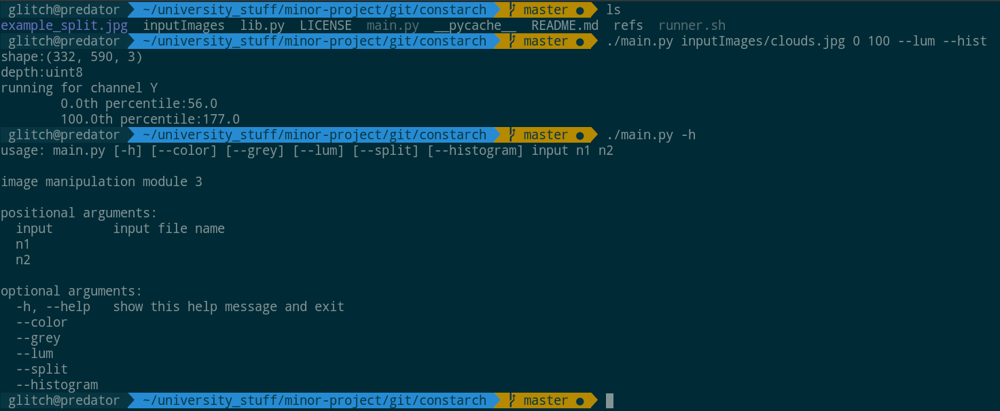 glitch@predator ~/university_stuff/minor-project/git/constarch master ● ls
example_split.jpg inputImages lib.py LICENSE main.py __pycache__ README.md refs runner.sh
glitch@predator ~/university_stuff/minor-project/git/constarch master ● ./main.py inputImages/clouds.jpg 0 100 --lum --hist
shape:(332, 590, 3)
depth:uint8
running for channel Y
        0.0th percentile:56.0
        100.0th percentile:177.0
glitch@predator ~/university_stuff/minor-project/git/constarch master ● ./main.py -h
usage: main.py [-h] [--color] [--grey] [--lum] [--split] [--histogram] input n1 n2
image manipulation module 3
positional arguments:
  input        input file name
  n1
  n2
optional arguments:
  -h, --help   show this help message and exit
  --color
  --grey
  --lum
  --split
  --histogram
glitch@predator ~/university_stuff/minor-project/git/constarch master ●